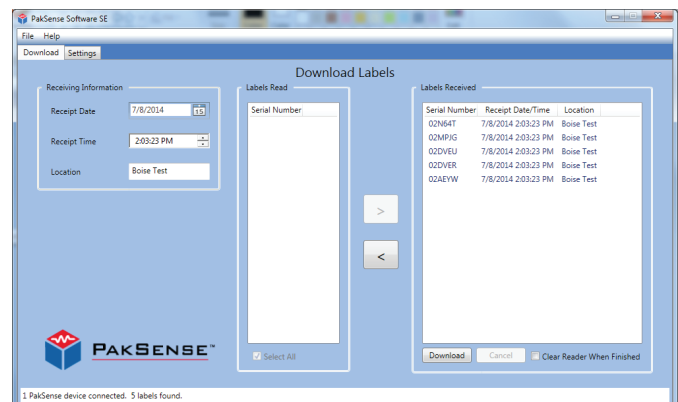 PakSense Software SE
File Help
Download Settings
Download Labels
Receiving Information
Receipt Date 7/8/2014 15
Receipt Time 2:03:23 PM
Location Boise Test
Labels Read
Serial Number
Select All
>
<
Labels Received
Serial Number Receipt Date/Time Location
02N64T 7/8/2014 2:03:23 PM Boise Test
02MPJG 7/8/2014 2:03:23 PM Boise Test
02DVEU 7/8/2014 2:03:23 PM Boise Test
02DVER 7/8/2014 2:03:23 PM Boise Test
02AEYW 7/8/2014 2:03:23 PM Boise Test
Download Cancel Clear Reader When Finished
PAKSENSE™
1 PakSense device connected. 5 labels found.